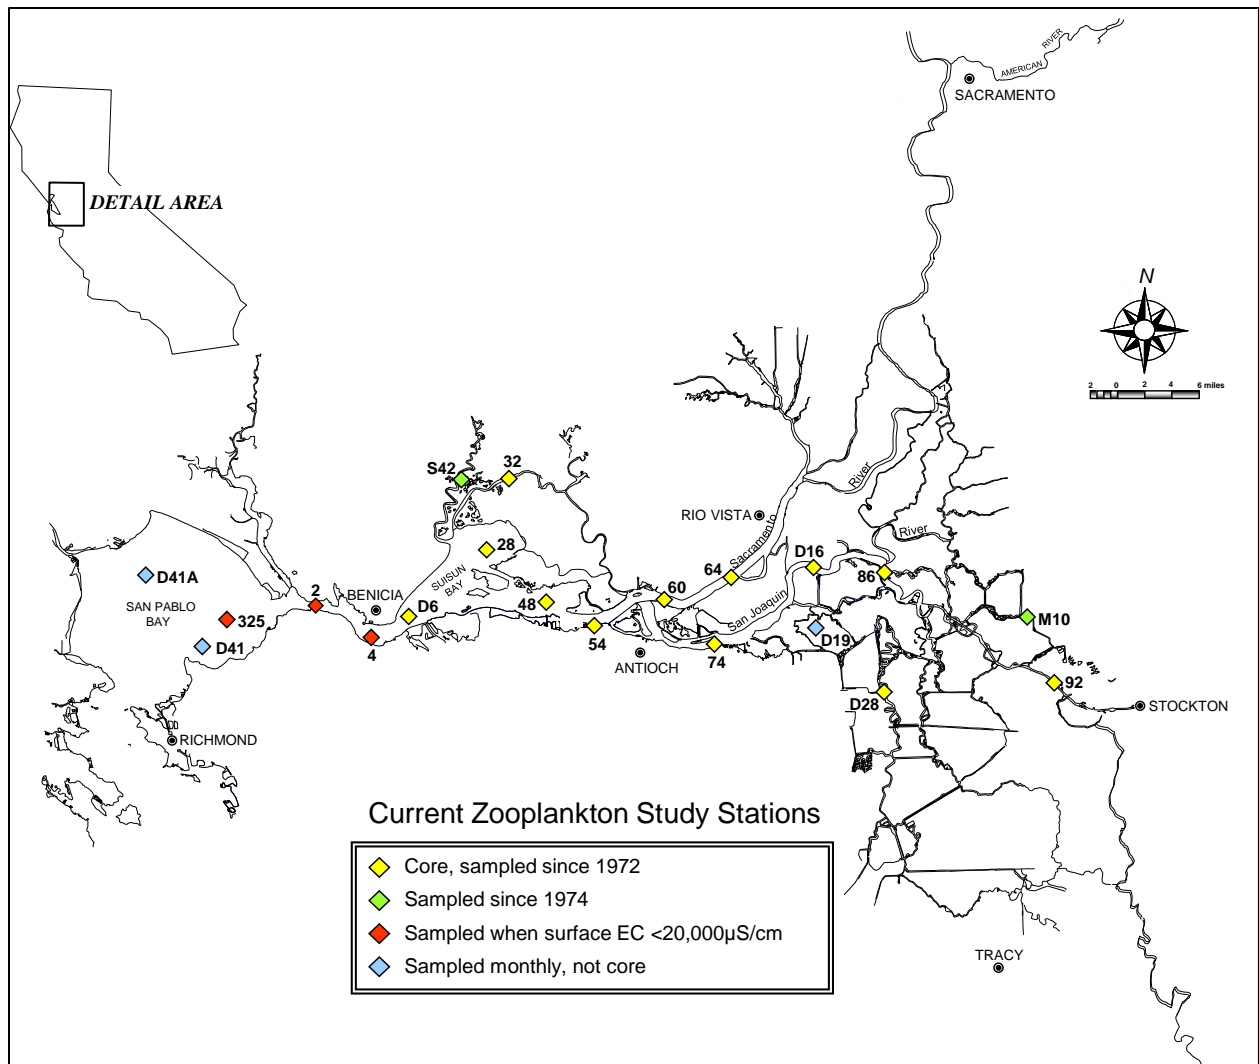 AMERICAN RIVER
SACRAMENTO
DETAIL AREA
N
2 0 2 4 6 miles
S42
32
River
RIO VISTA
Sacramento
River
28
D41A
SUISUN
BAY
64
D16
86
2
BENICIA
60
SAN PABLO
BAY
325
D6
48
San Joaquin
M10
D41
4
54
D19
ANTIOCH
74
92
D28
STOCKTON
RICHMOND
Current Zooplankton Study Stations
Core, sampled since 1972
Sampled since 1974
Sampled when surface EC <20,000µS/cm
Sampled monthly, not core
TRACY